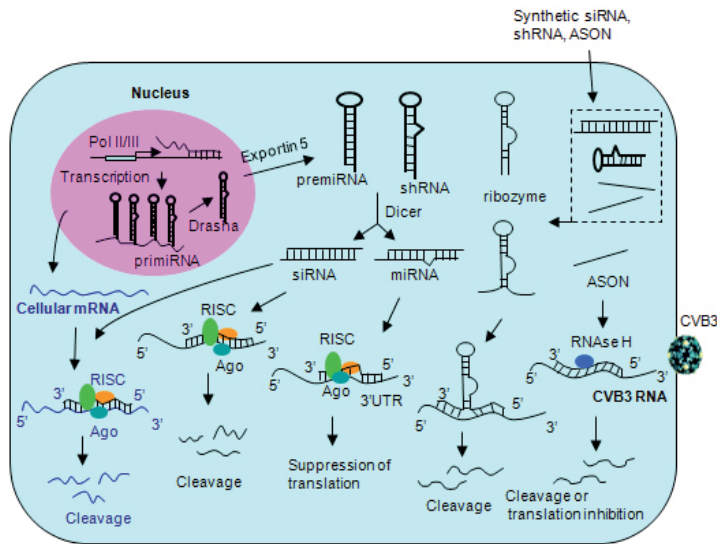 Synthetic siRNA,
shRNA, ASON
Nucleus
Pol II/III
Transcription
primiRNA
Drasha
Exportin 5
premiRNA
shRNA
ribozyme
Dicer
siRNA
miRNA
ASON
Cellular mRNA
RISC
3’
5’
Ago
RISC
3’
5’
5’
3’
Ago
Cleavage
RISC
3’
5’
5’
3’
Ago
Cleavage
RISC
3’
5’
5’
Ago
3’UTR
Suppression of
translation
3’
5’
5’
3’
Cleavage
RNAse H
3’
5’
5’
3’
CVB3 RNA
Cleavage or
translation inhibition
CVB3